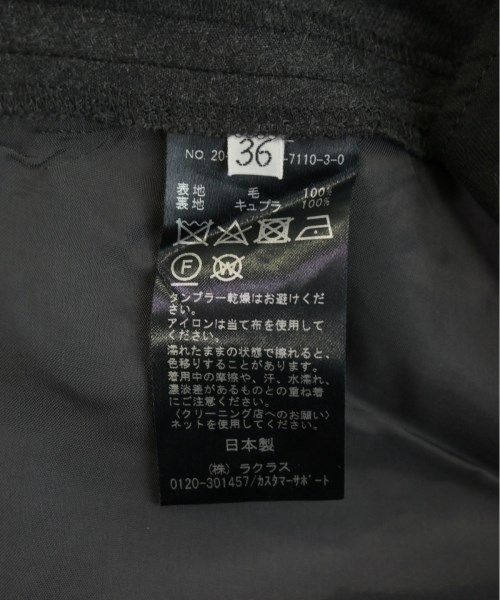 36
NO. 20 -7110-3-0
表地 毛 100%
裏地 キュプラ 100%
F W
タンブラー乾燥はお避けくだ
さい。
アイロンは当て布を使用して
ください。
濡れたままの状態で擦れると、
色移りすることがあります。
着用中の摩擦や、汗、水濡れ、
濃淡差があるものとの重ね着
にご注意ください。
〈クリーニング店へのお願い〉
ネットを使用してください。
日本製
(株) ラクラス
0120-301457/カスタマーサポート